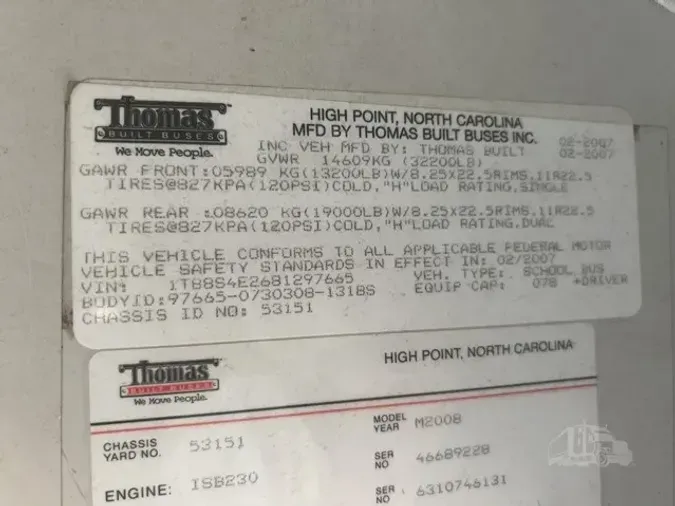 Thomas
BUILT BUSES
We Move People.
HIGH POINT, NORTH CAROLINA
MFD BY THOMAS BUILT BUSES INC.
INC VEH MFD BY: THOMAS BUILT 02-2007
GVWR 14609KG (32200LB) 02-2007
GAWR FRONT:05989 KG(13200LB)W/8.25X22.5RIMS,11R22.5
TIRES@827KPA(120PSI)COLD,"H"LOAD RATING,SINGLE
GAWR REAR :08620 KG(19000LB)W/8.25X22.5RIMS,11R22.5
TIRES@827KPA(120PSI)COLD,"H"LOAD RATING,DUAL
THIS VEHICLE CONFORMS TO ALL APPLICABLE FEDERAL MOTOR
VEHICLE SAFETY STANDARDS IN EFFECT IN: 02/2007
VIN: 1T88S4E2681297665 VEH. TYPE: SCHOOL BUS
BODYID:97665-0730308-1318S EQUIP CAP: 078 +DRIVER
CHASSIS ID NO: 53151
Thomas
BUILT BUSES
We Move People.
HIGH POINT, NORTH CAROLINA
CHASSIS YARD NO. 53151
MODEL YEAR M2008
SER NO 46689228
ENGINE: ISB230
SER NO 6310746131